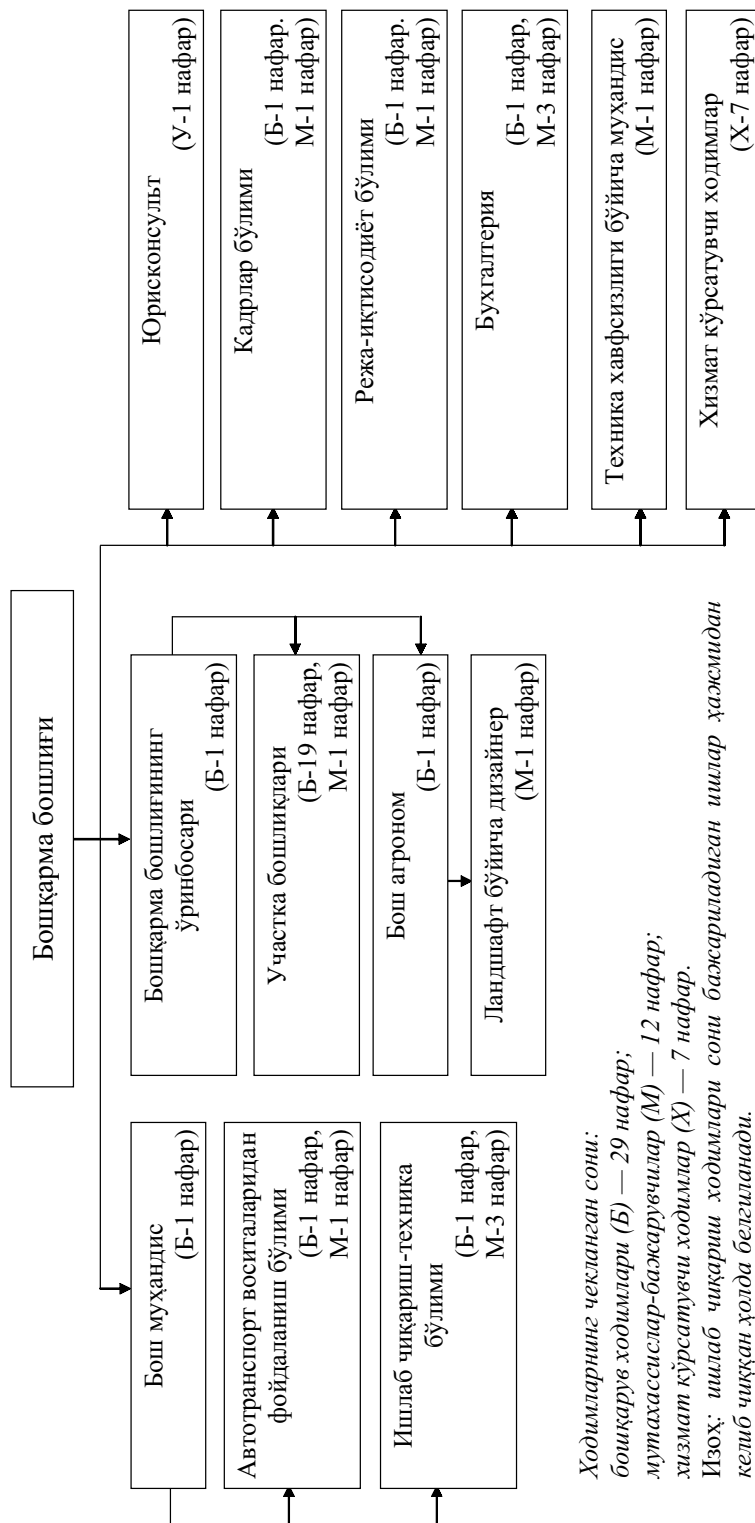 Бошқарма бошлиғи
Бош муҳандис
(Б-1 нафар)
Автотранспорт воситаларидан
фойдаланиш бўлими
(Б-1 нафар,
М-1 нафар)
Ишлаб чиқариш-техника
бўлими
(Б-1 нафар,
М-3 нафар)
Бошқарма бошлиғининг
ўринбосари
(Б-1 нафар)
Участка бошлиқлари
(Б-19 нафар,
М-1 нафар)
Бош агроном
(Б-1 нафар)
Ландшафт бўйича дизайнер
(М-1 нафар)
Юрисконсульт
(У-1 нафар)
Кадрлар бўлими
(Б-1 нафар.
М-1 нафар)
Режа-иқтисодиёт бўлими
(Б-1 нафар.
М-1 нафар)
Бухгалтерия
(Б-1 нафар,
М-3 нафар)
Техника хавфсизлиги бўйича муҳандис
(М-1 нафар)
Хизмат кўрсатувчи ходимлар
(Х-7 нафар)
Ходимларнинг чекланган сони:
бошқарув ходимлари (Б) — 29 нафар;
мутахассислар-бажарувчилар (М) — 12 нафар;
хизмат кўрсатувчи ходимлар (Х) — 7 нафар.
Изоҳ: ишлаб чиқариш ходимлари сони бажариладиган ишлар ҳажмидан
келиб чиққан ҳолда белгиланади.